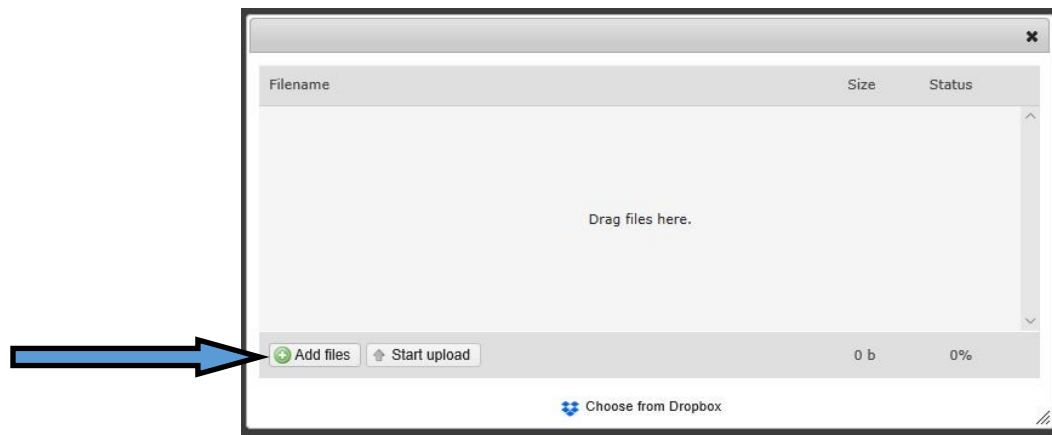 Filename Size Status
Drag files here.
Add files Start upload 0 b 0%
Choose from Dropbox